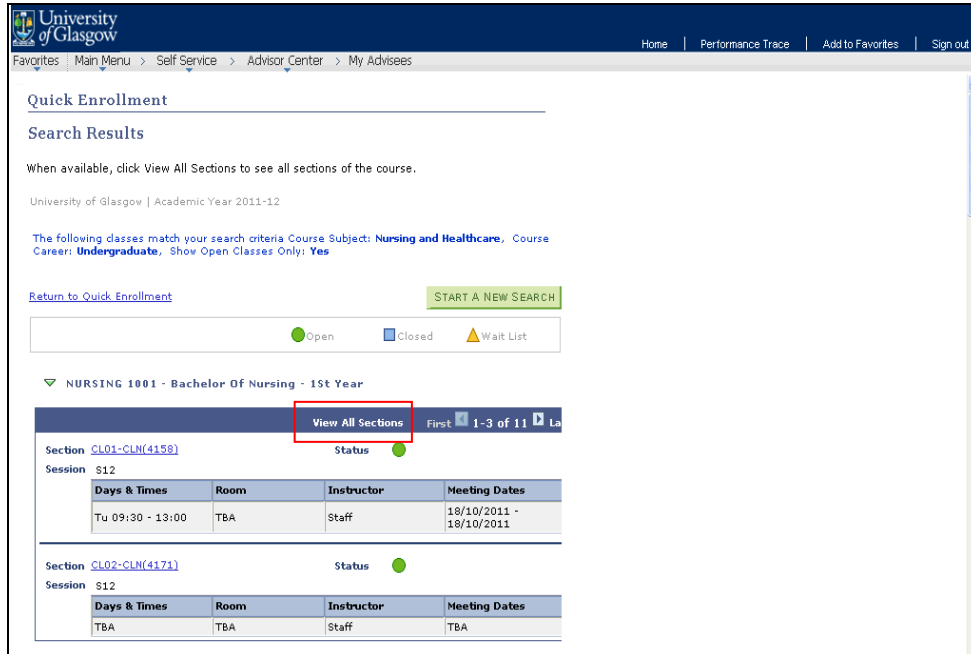 University
of Glasgow
Home | Performance Trace | Add to Favorites | Sign out
Favorites Main Menu > Self Service > Advisor Center > My Advisees
Quick Enrollment
Search Results
When available, click View All Sections to see all sections of the course.
University of Glasgow | Academic Year 2011-12
The following classes match your search criteria Course Subject: Nursing and Healthcare, Course
Career: Undergraduate, Show Open Classes Only: Yes
Return to Quick Enrollment START A NEW SEARCH
Open Closed Wait List
NURSING 1001 - Bachelor Of Nursing - 1St Year
View All Sections First 1-3 of 11 La
Section CL01-CLN(4158) Status
Session S12
Days & Times Room Instructor Meeting Dates
Tu 09:30 - 13:00 TBA Staff 18/10/2011 -
18/10/2011
Section CL02-CLN(4171) Status
Session S12
Days & Times Room Instructor Meeting Dates
TBA TBA Staff TBA